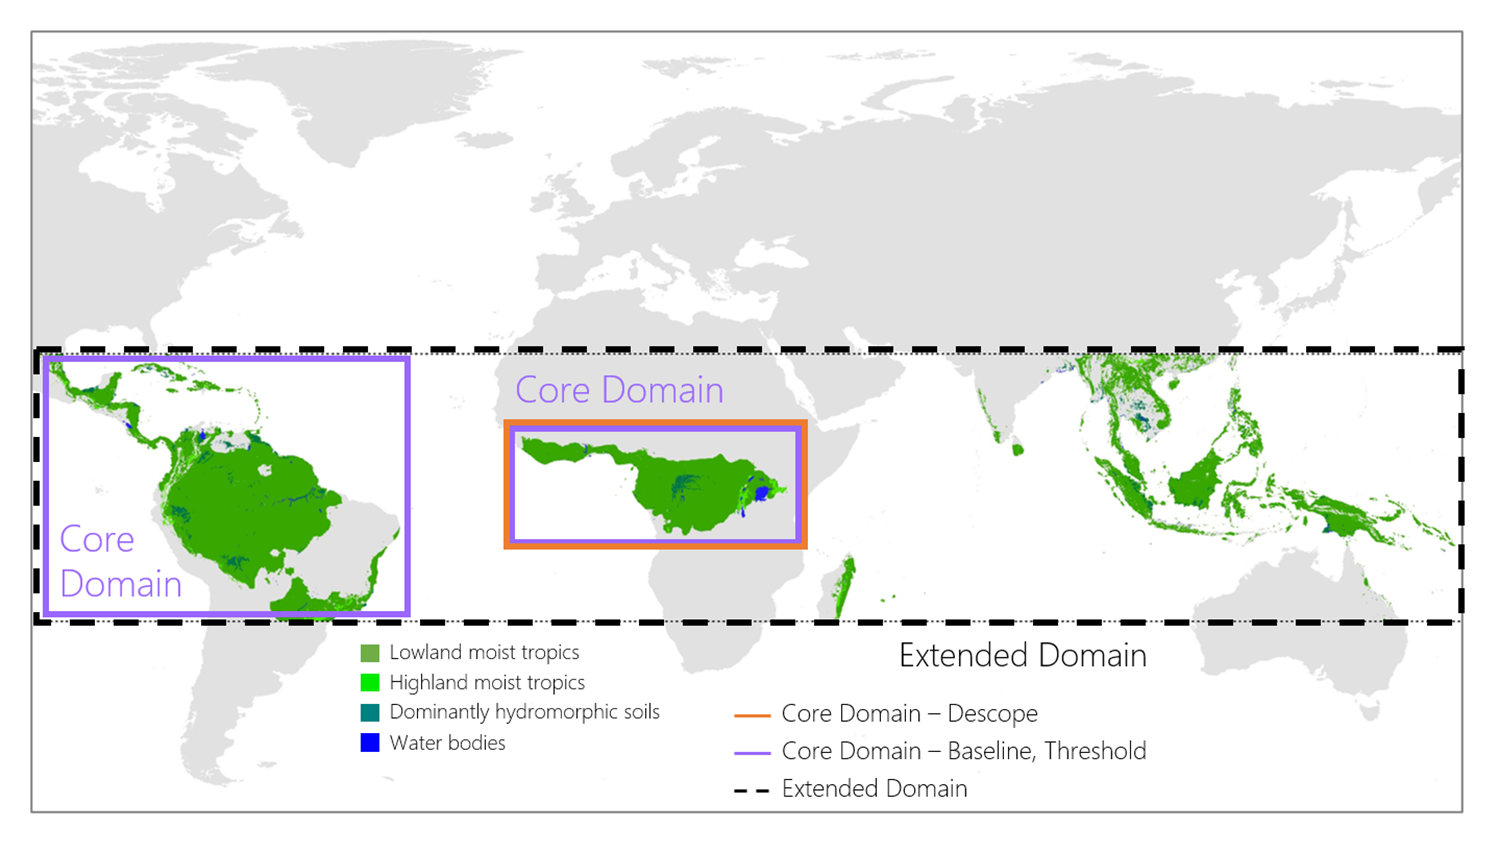 Core Domain
Core
Domain
Extended Domain
Lowland moist tropics
Highland moist tropics
Dominantly hydromorphic soils
Water bodies
Core Domain – Descope
Core Domain – Baseline, Threshold
Extended Domain